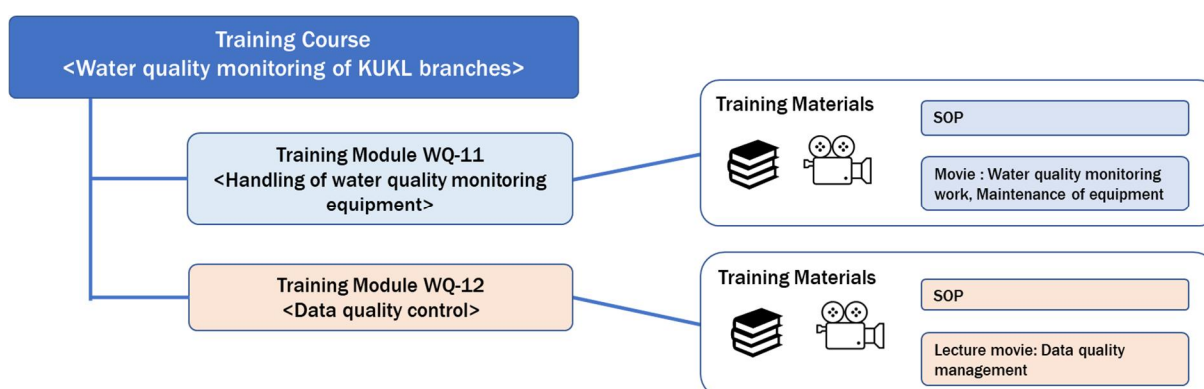 Training Course
<Water quality monitoring of KUKL branches>
Training Module WQ-11
<Handling of water quality monitoring
equipment>
Training Materials
SOP
Movie : Water quality monitoring
work, Maintenance of equipment
Training Module WQ-12
<Data quality control>
Training Materials
SOP
Lecture movie: Data quality
management